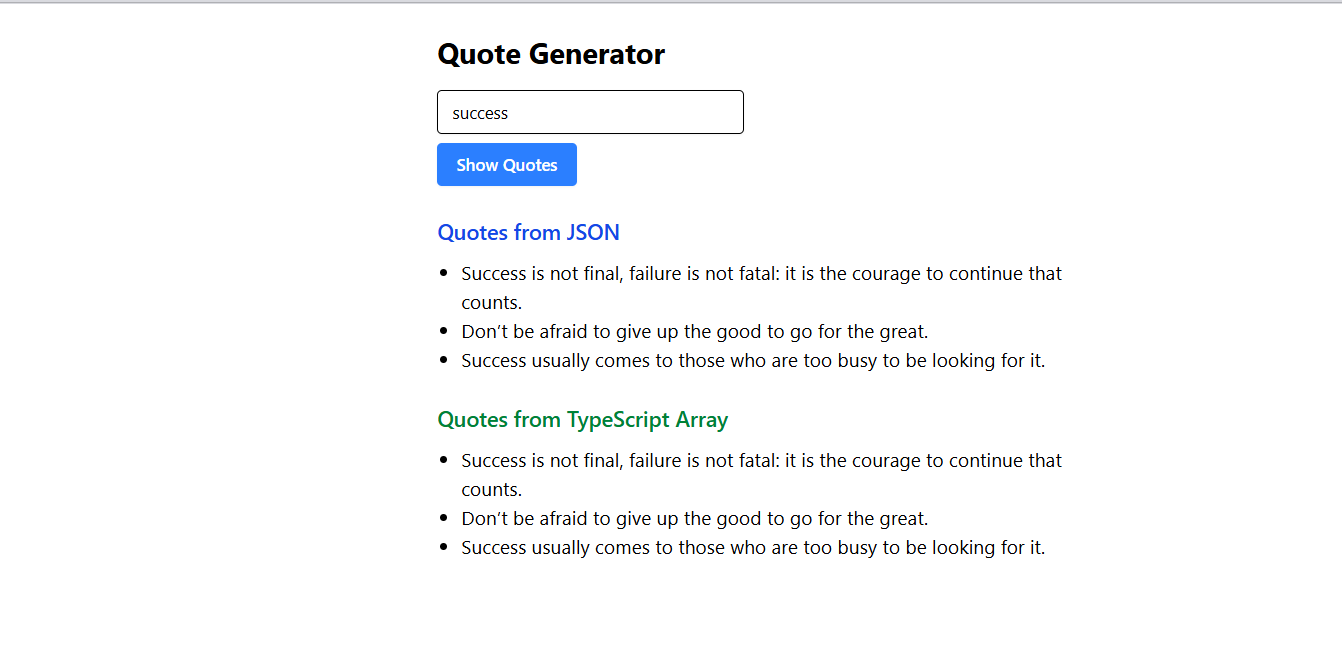 Quote Generator
success
Show Quotes
Quotes from JSON
• Success is not final, failure is not fatal: it is the courage to continue that
counts.
• Don’t be afraid to give up the good to go for the great.
• Success usually comes to those who are too busy to be looking for it.
Quotes from TypeScript Array
• Success is not final, failure is not fatal: it is the courage to continue that
counts.
• Don’t be afraid to give up the good to go for the great.
• Success usually comes to those who are too busy to be looking for it.